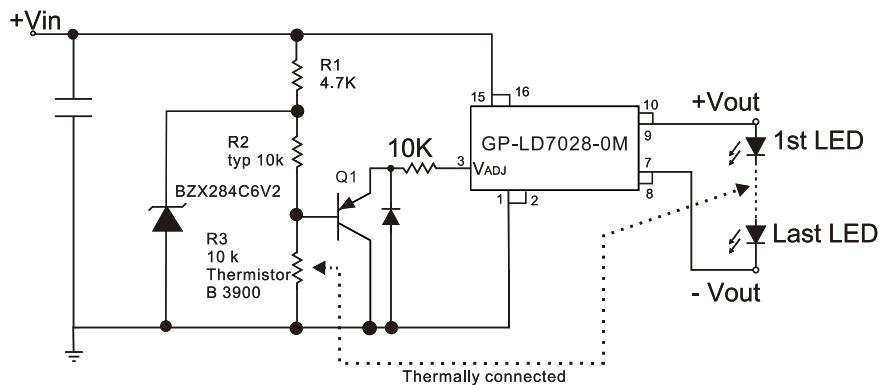 +Vin
R1
4.7K
15
16
10
+Vout
9
1st LED
GP-LD7028-0M
R2
typ 10k
10K
3
VADJ
7
8
Q1
BZX284C6V2
1
2
R3
10 k
Thermistor
B 3900
Last LED
- Vout
Thermally connected